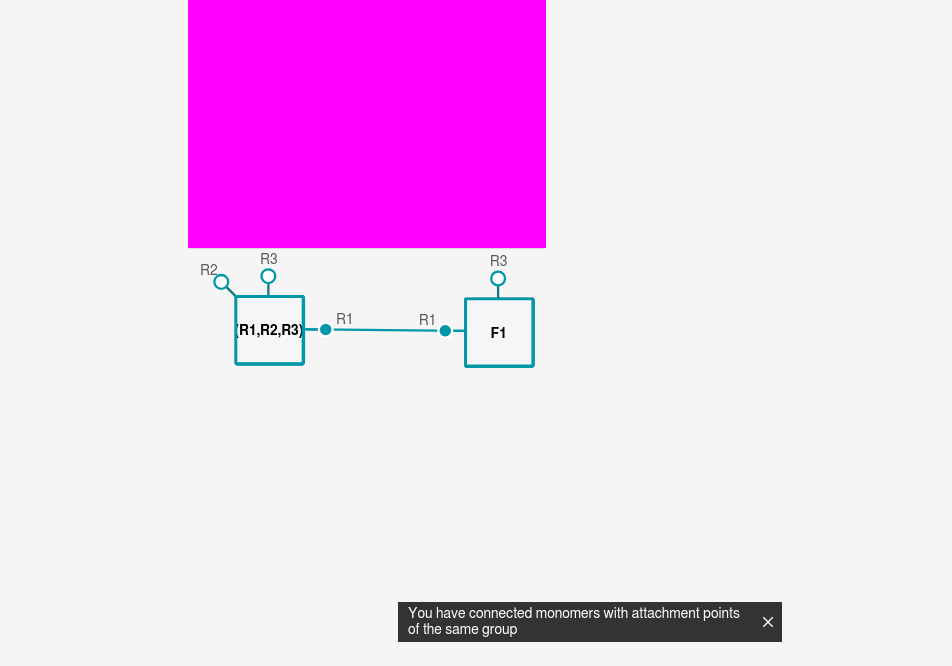 R3
R3
R2
R1
R1
(R1,R2,R3)
F1
You have connected monomers with attachment points
of the same group